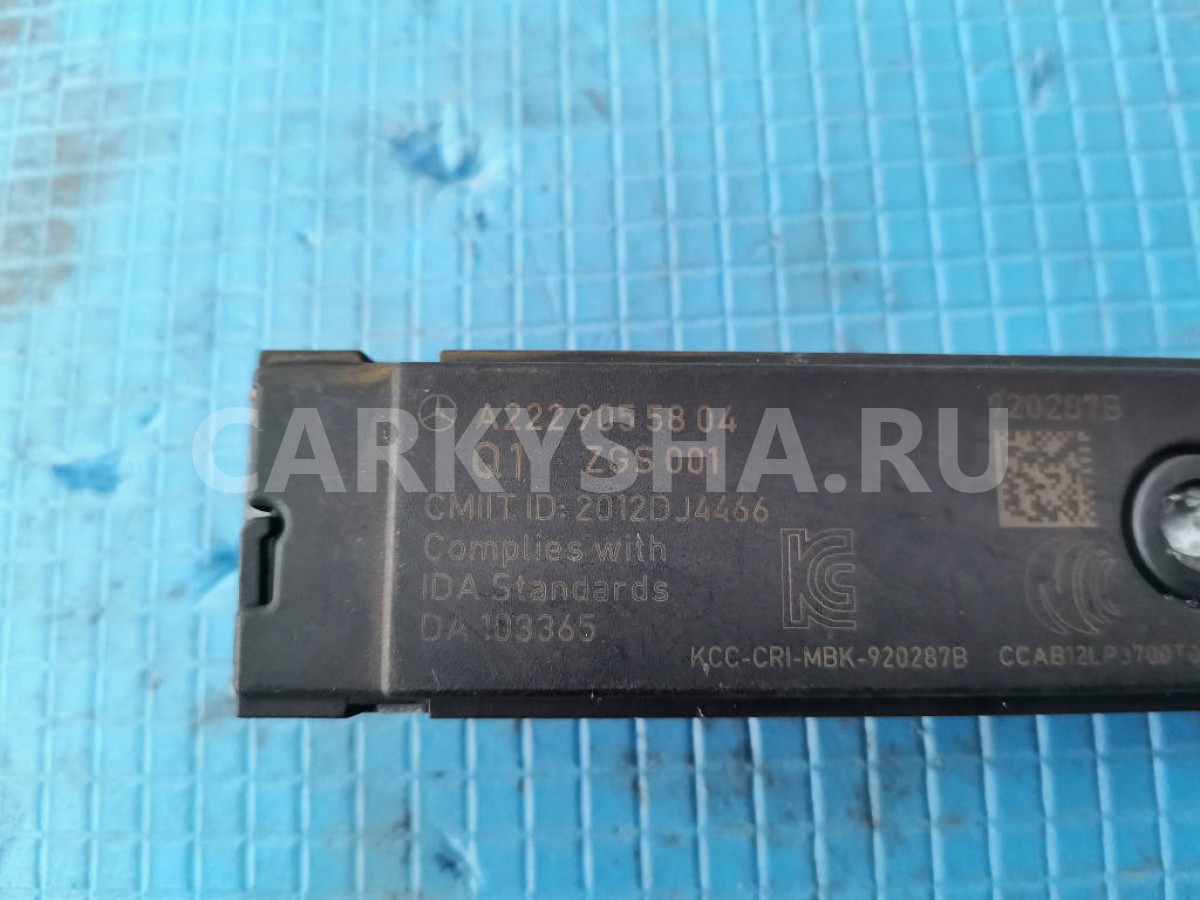 A222 905 58 04
920287B
Q1 ZGS 001
CMIIT ID: 2012DJ4466
Complies with
IDA Standards
DA 103365
KCC-CRI-MBK-920287B
CARKYSHA.RU